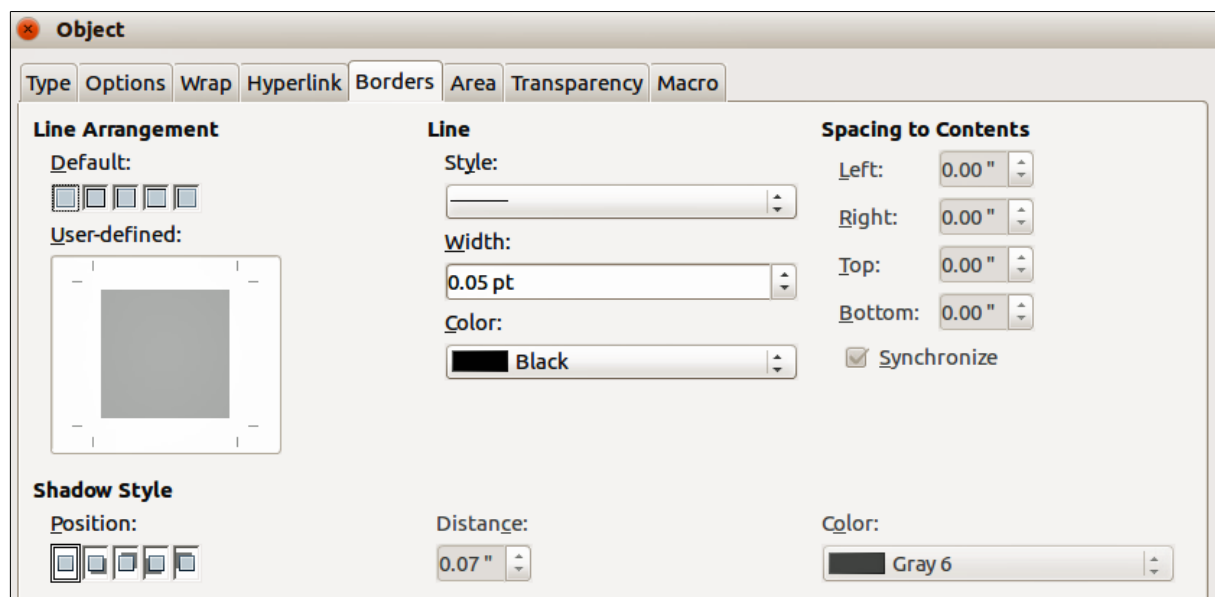 Object
Type Options Wrap Hyperlink Borders Area Transparency Macro
Line Arrangement
Default:
User-defined:
Line
Style:
Width:
0.05 pt
Color:
Black
Spacing to Contents
Left: 0.00 "
Right: 0.00 "
Top: 0.00 "
Bottom: 0.00 "
Synchronize
Shadow Style
Position:
Distance:
0.07 "
Color:
Gray 6